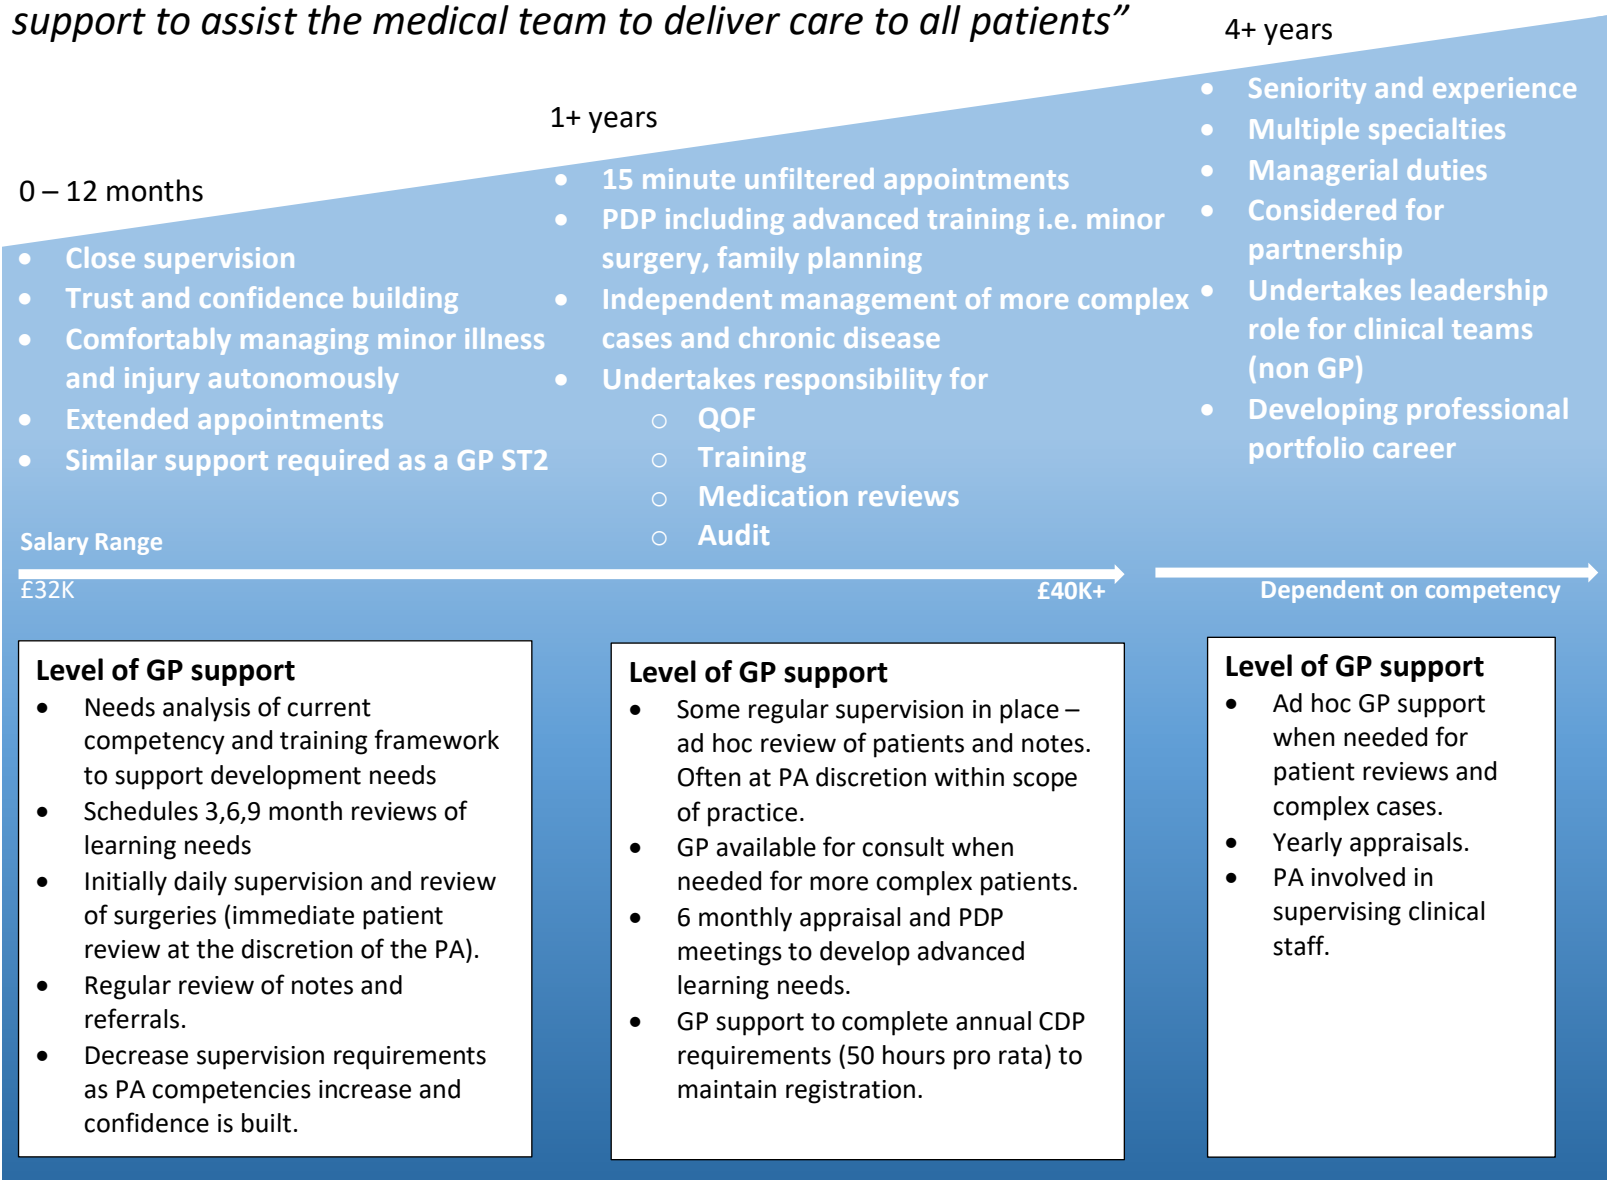 support to assist the medical team to deliver care to all patients”
0 – 12 months
• Close supervision
• Trust and confidence building
• Comfortably managing minor illness
and injury autonomously
• Extended appointments
• Similar support required as a GP ST2
1+ years
• 15 minute unfiltered appointments
• PDP including advanced training i.e. minor
surgery, family planning
• Independent management of more complex
cases and chronic disease
• Undertakes responsibility for
o QOF
o Training
o Medication reviews
o Audit
4+ years
• Seniority and experience
• Multiple specialties
• Managerial duties
• Considered for
partnership
• Undertakes leadership
role for clinical teams
(non GP)
• Developing professional
portfolio career
Salary Range
£32K
£40K+
Dependent on competency
Level of GP support
• Needs analysis of current
competency and training framework
to support development needs
• Schedules 3,6,9 month reviews of
learning needs
• Initially daily supervision and review
of surgeries (immediate patient
review at the discretion of the PA).
• Regular review of notes and
referrals.
• Decrease supervision requirements
as PA competencies increase and
confidence is built.
Level of GP support
• Some regular supervision in place –
ad hoc review of patients and notes.
Often at PA discretion within scope
of practice.
• GP available for consult when
needed for more complex patients.
• 6 monthly appraisal and PDP
meetings to develop advanced
learning needs.
• GP support to complete annual CDP
requirements (50 hours pro rata) to
maintain registration.
Level of GP support
• Ad hoc GP support
when needed for
patient reviews and
complex cases.
• Yearly appraisals.
• PA involved in
supervising clinical
staff.